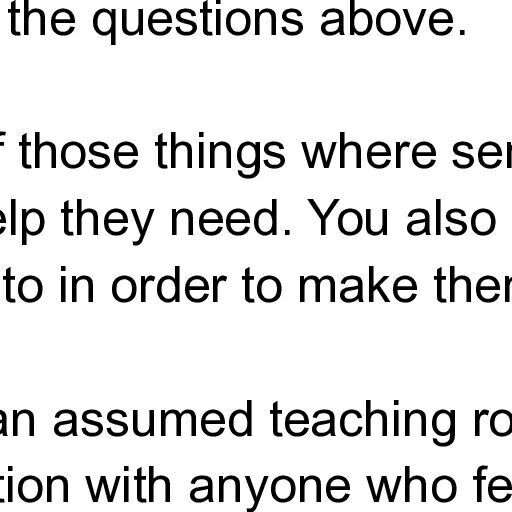 the questions above.
f those things where ser
elp they need. You also
to in order to make ther
an assumed teaching ro
tion with anyone who fe